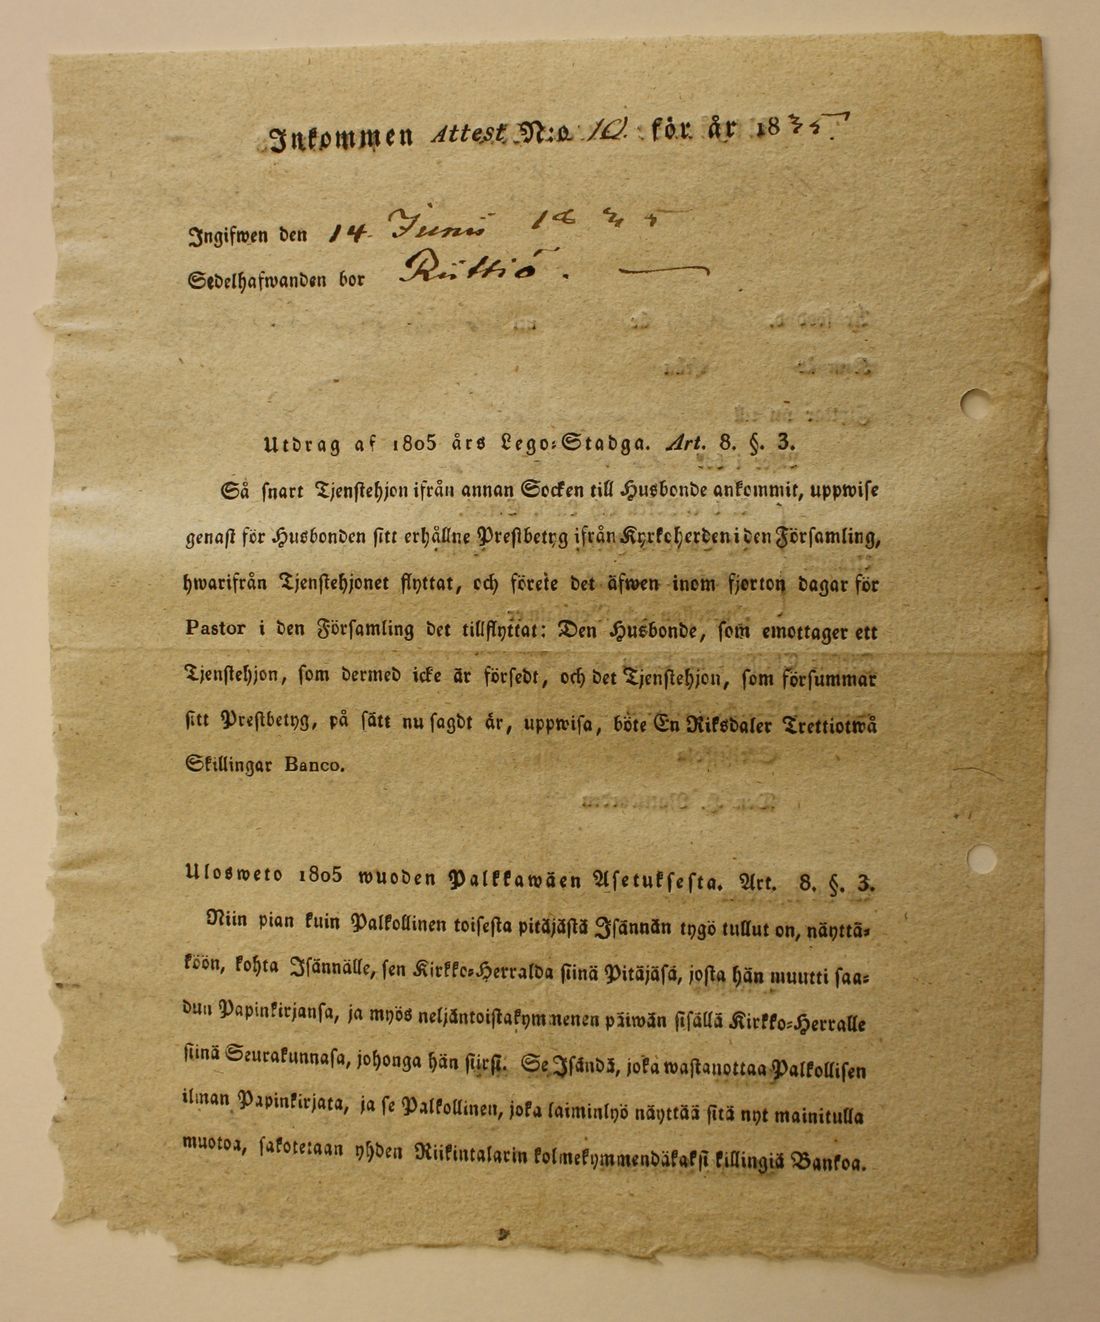 Inkommen Attest N:o 10. för år 1835.
Ingifwen den 14 Junii 1835
Sedelhafwanden bor Rüttiö.
Utdrag af 1805 års Lego-Stadga. Art. 8. §. 3.
Så snart Tjenstehjon ifrån annan Socken till Husbonde ankommit, uppwise
genast för Husbonden sitt erhållne Prestbetyg ifrån Kyrkoherden i den Församling,
hwarifrån Tjenstehjonet flyttat, och förete det äfwen inom fjorton dagar för
Pastor i den Församling det tillflyttat: Den Husbonde, som emottager ett
Tjenstehjon, som dermed icke är försedt, och det Tjenstehjon, som försummar
sitt Prestbetyg, på sätt nu sagdt är, uppwisa, böte En Riksdaler Trettiotwå
Skillingar Banco.
Ulosweto 1805 wuoden Palkkawäen Asetuksesta. Art. 8. §. 3.
Niin pian kuin Palkollinen toisesta pitäjästä Isännän tygö tullut on, näyttä-
köön, kohta Isännälle, sen Kirkko-Herralda siinä Pitäjäsä, josta hän muutti saa-
dun Papinkirjansa, ja myös neljäntoistakymmenen päiwän sisällä Kirkko-Herralle
siinä Seurakunnasa, johonga hän siirsi. Se Isändä, joka wastanottaa Palkollisen
ilman Papinkirjata, ja se Palkollinen, joka laiminlyö näyttää sitä nyt mainitulla
muotoa, sakotetaan yhden Riikintalarin kolmekymmendäkaksi killingiä Bankoa.